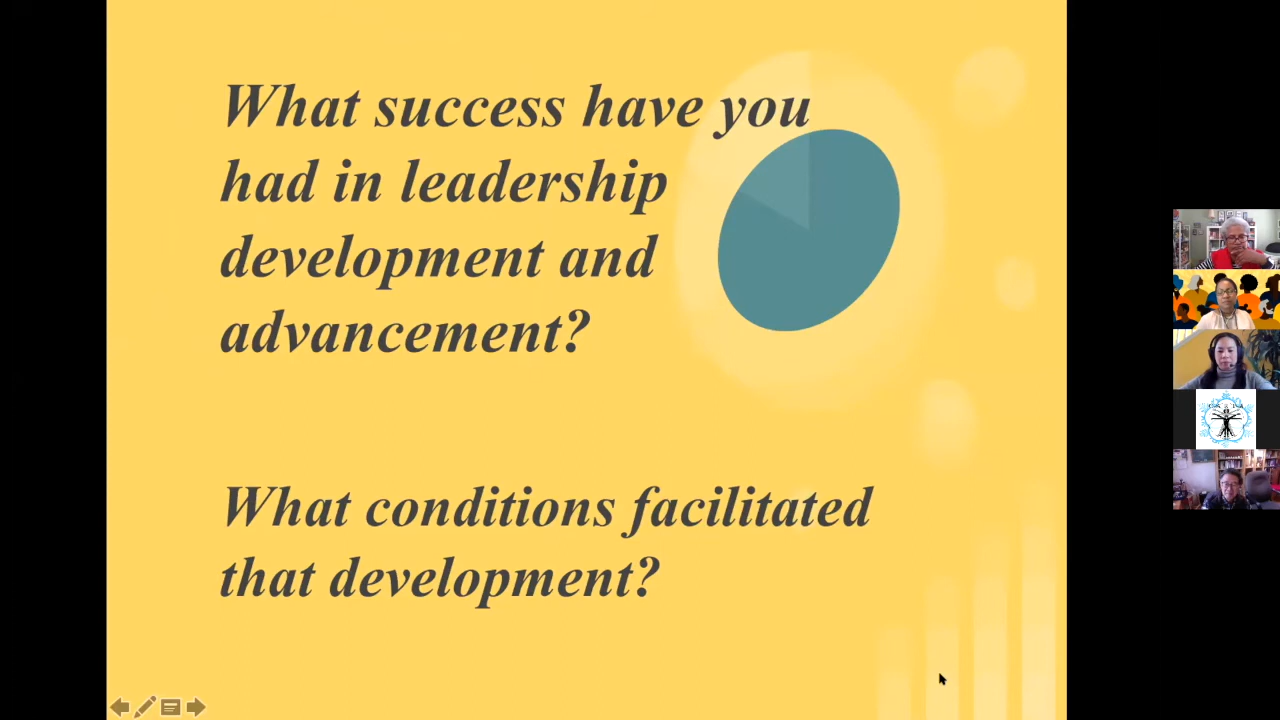 What success have you
had in leadership
development and
advancement?
What conditions facilitated
that development?